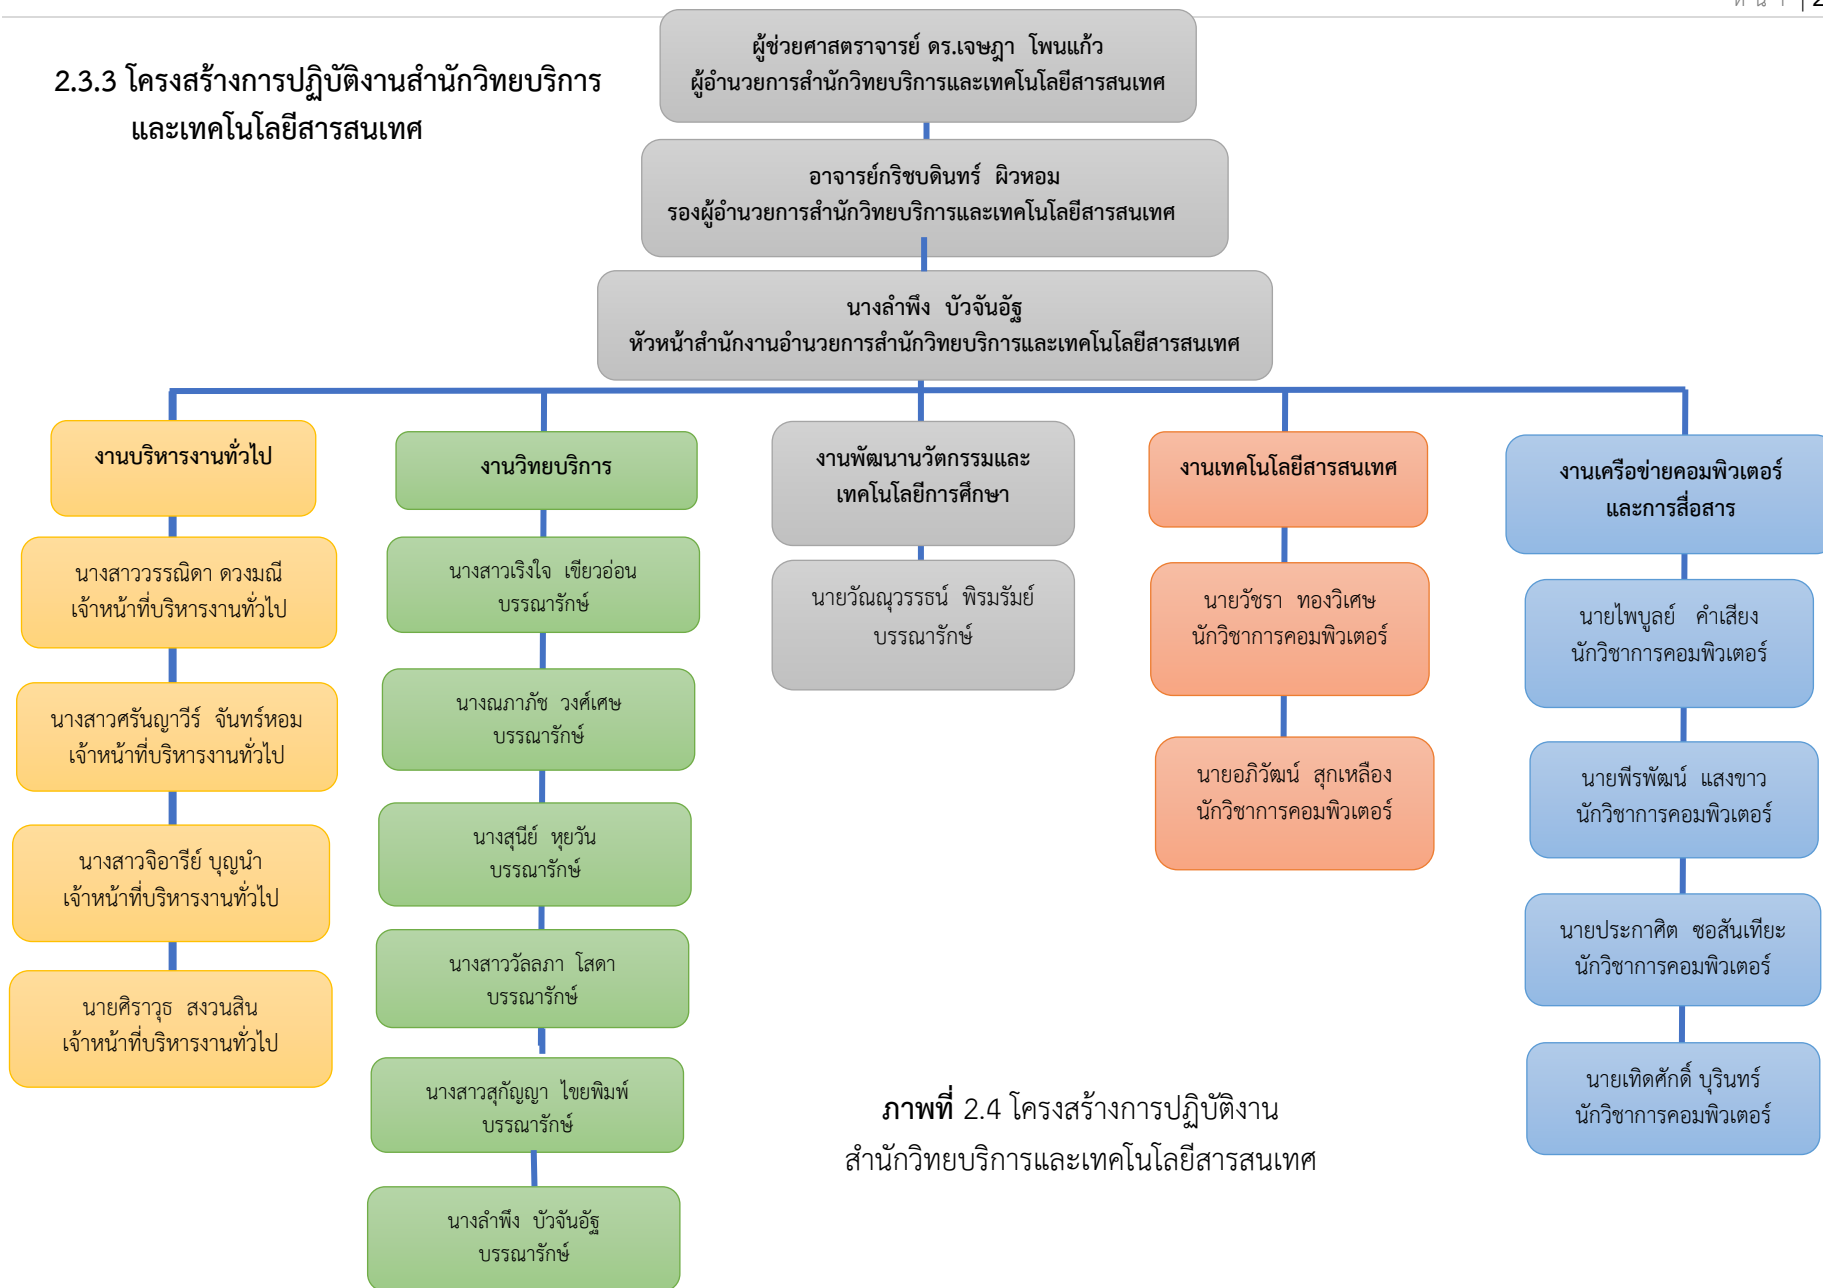 ห น า | 2
2.3.3 โครงสร้างการปฏิบัติงานสำนักวิทยบริการ
และเทคโนโลยีสารสนเทศ
ผู้ช่วยศาสตราจารย์ ดร.เจษฎา โพนแก้ว
ผู้อำนวยการสำนักวิทยบริการและเทคโนโลยีสารสนเทศ
อาจารย์กริชบดินทร์ ผิวหอม
รองผู้อำนวยการสำนักวิทยบริการและเทคโนโลยีสารสนเทศ
นางลำพึง บัวจันอัฐ
หัวหน้าสำนักงานอำนวยการสำนักวิทยบริการและเทคโนโลยีสารสนเทศ
งานบริหารงานทั่วไป
นางสาววรรณิดา ดวงมณี
เจ้าหน้าที่บริหารงานทั่วไป
นางสาวศรันญาวีร์ จันทร์หอม
เจ้าหน้าที่บริหารงานทั่วไป
นางสาวจิอารีย์ บุญนำ
เจ้าหน้าที่บริหารงานทั่วไป
นายศิราวุธ สงวนสิน
เจ้าหน้าที่บริหารงานทั่วไป
งานวิทยบริการ
นางสาวเริงใจ เขียวอ่อน
บรรณารักษ์
นางณภาภัช วงศ์เศษ
บรรณารักษ์
นางสุนีย์ หุยวัน
บรรณารักษ์
นางสาววัลลภา โสดา
บรรณารักษ์
นางสาวสุกัญญา ไขยพิมพ์
บรรณารักษ์
นางลำพึง บัวจันอัฐ
บรรณารักษ์
งานพัฒนานวัตกรรมและ
เทคโนโลยีการศึกษา
นายวัณณุวรรธน์ พิรมรัมย์
บรรณารักษ์
งานเทคโนโลยีสารสนเทศ
นายวัชรา ทองวิเศษ
นักวิชาการคอมพิวเตอร์
นายอภิวัฒน์ สุกเหลือง
นักวิชาการคอมพิวเตอร์
งานเครือข่ายคอมพิวเตอร์
และการสื่อสาร
นายไพบูลย์ คำเสียง
นักวิชาการคอมพิวเตอร์
นายพีรพัฒน์ แสงขาว
นักวิชาการคอมพิวเตอร์
นายประกาศิต ซอสันเทียะ
นักวิชาการคอมพิวเตอร์
นายเทิดศักดิ์ บุรินทร์
นักวิชาการคอมพิวเตอร์
ภาพที่ 2.4 โครงสร้างการปฏิบัติงาน
สำนักวิทยบริการและเทคโนโลยีสารสนเทศ